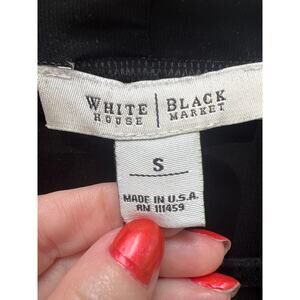 WHITE | BLACK
HOUSE | MARKET
S
MADE IN U.S.A.
RN 111459